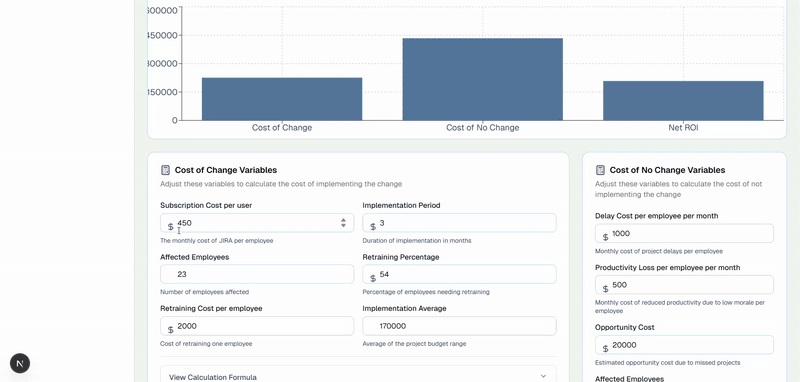 600000
450000
300000
150000
0
Cost of Change
Cost of No Change
Net ROI
Cost of Change Variables
Adjust these variables to calculate the cost of implementing the change
Subscription Cost per user
$ 450
The monthly cost of JIRA per employee
Implementation Period
$ 3
Duration of implementation in months
Affected Employees
23
Number of employees affected
Retraining Percentage
$ 54
Percentage of employees needing retraining
Retraining Cost per employee
$ 2000
Cost of retraining one employee
Implementation Average
170000
Average of the project budget range
View Calculation Formula
Cost of No Change Variables
Adjust these variables to calculate the cost of not
implementing the change
Delay Cost per employee per month
$ 1000
Monthly cost of project delays per employee
Productivity Loss per employee per month
$ 500
Monthly cost of reduced productivity due to low morale per
employee
Opportunity Cost
$ 20000
Estimated opportunity cost due to missed projects
Affected Employees
N